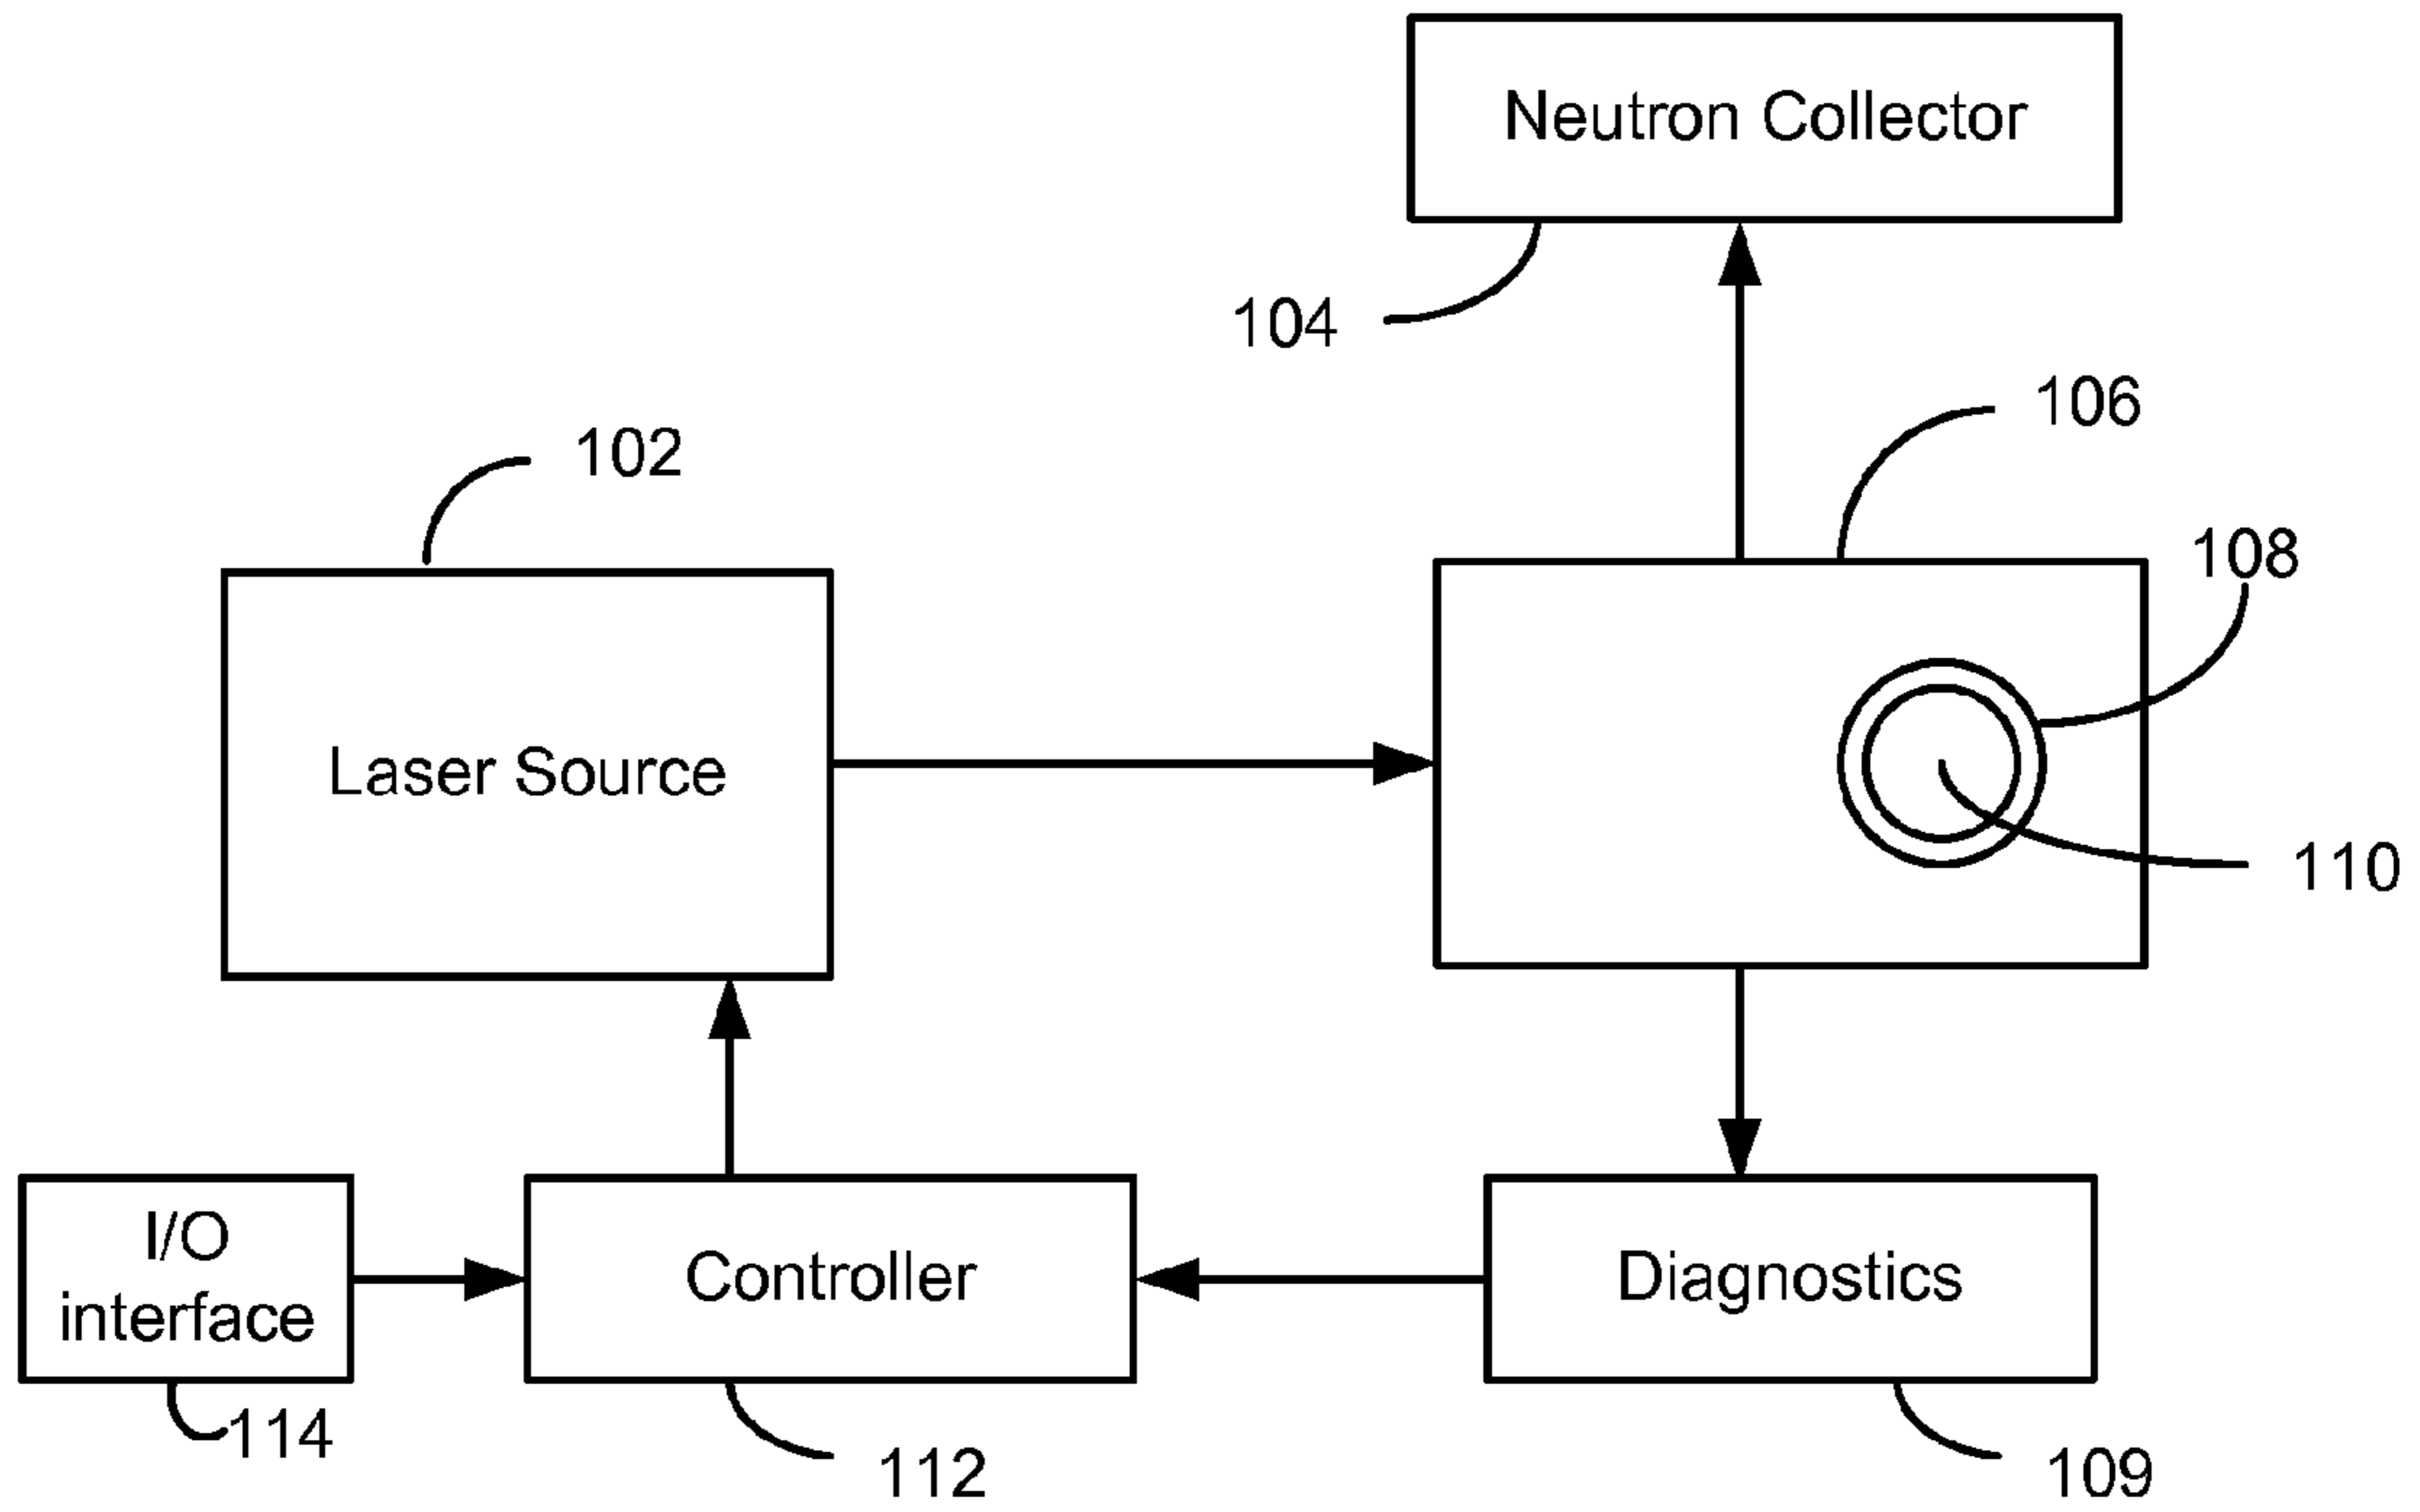 Neutron Collector
104
106
102
108
Laser Source
110
I/O
interface
Controller
Diagnostics
114
112
109